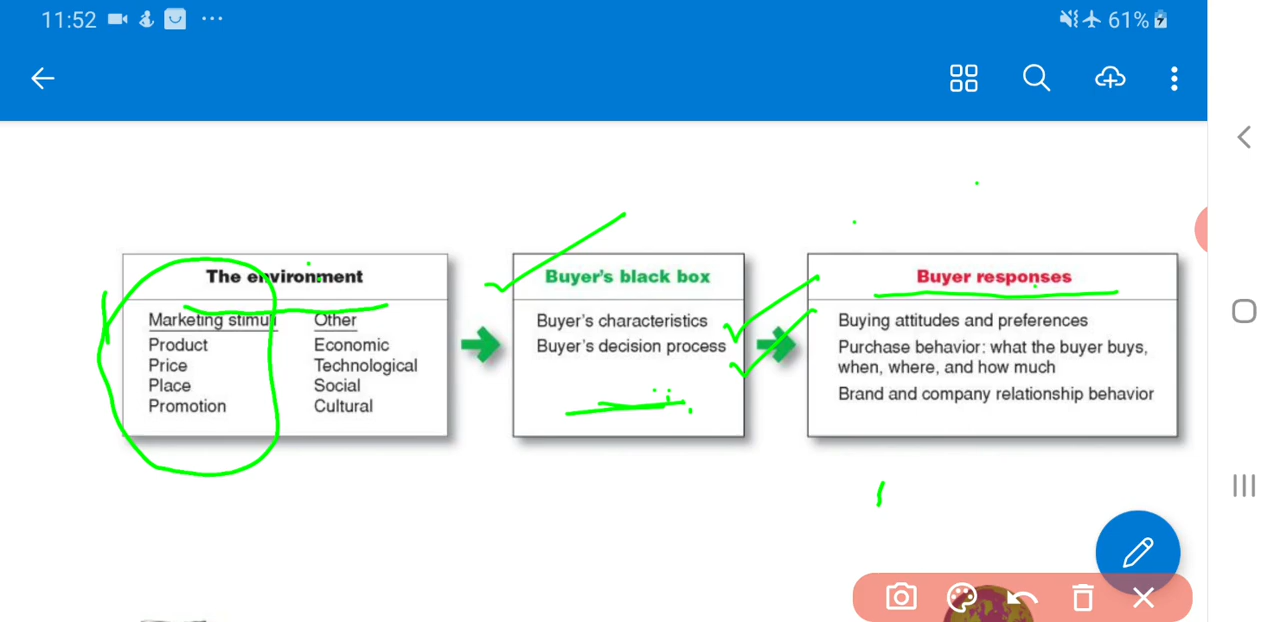 11:52
61%
The environment
Marketing stimuli Other
Product Economic
Price Technological
Place Social
Promotion Cultural
Buyer's black box
Buyer's characteristics
Buyer's decision process
Buyer responses
Buying attitudes and preferences
Purchase behavior: what the buyer buys,
when, where, and how much
Brand and company relationship behavior